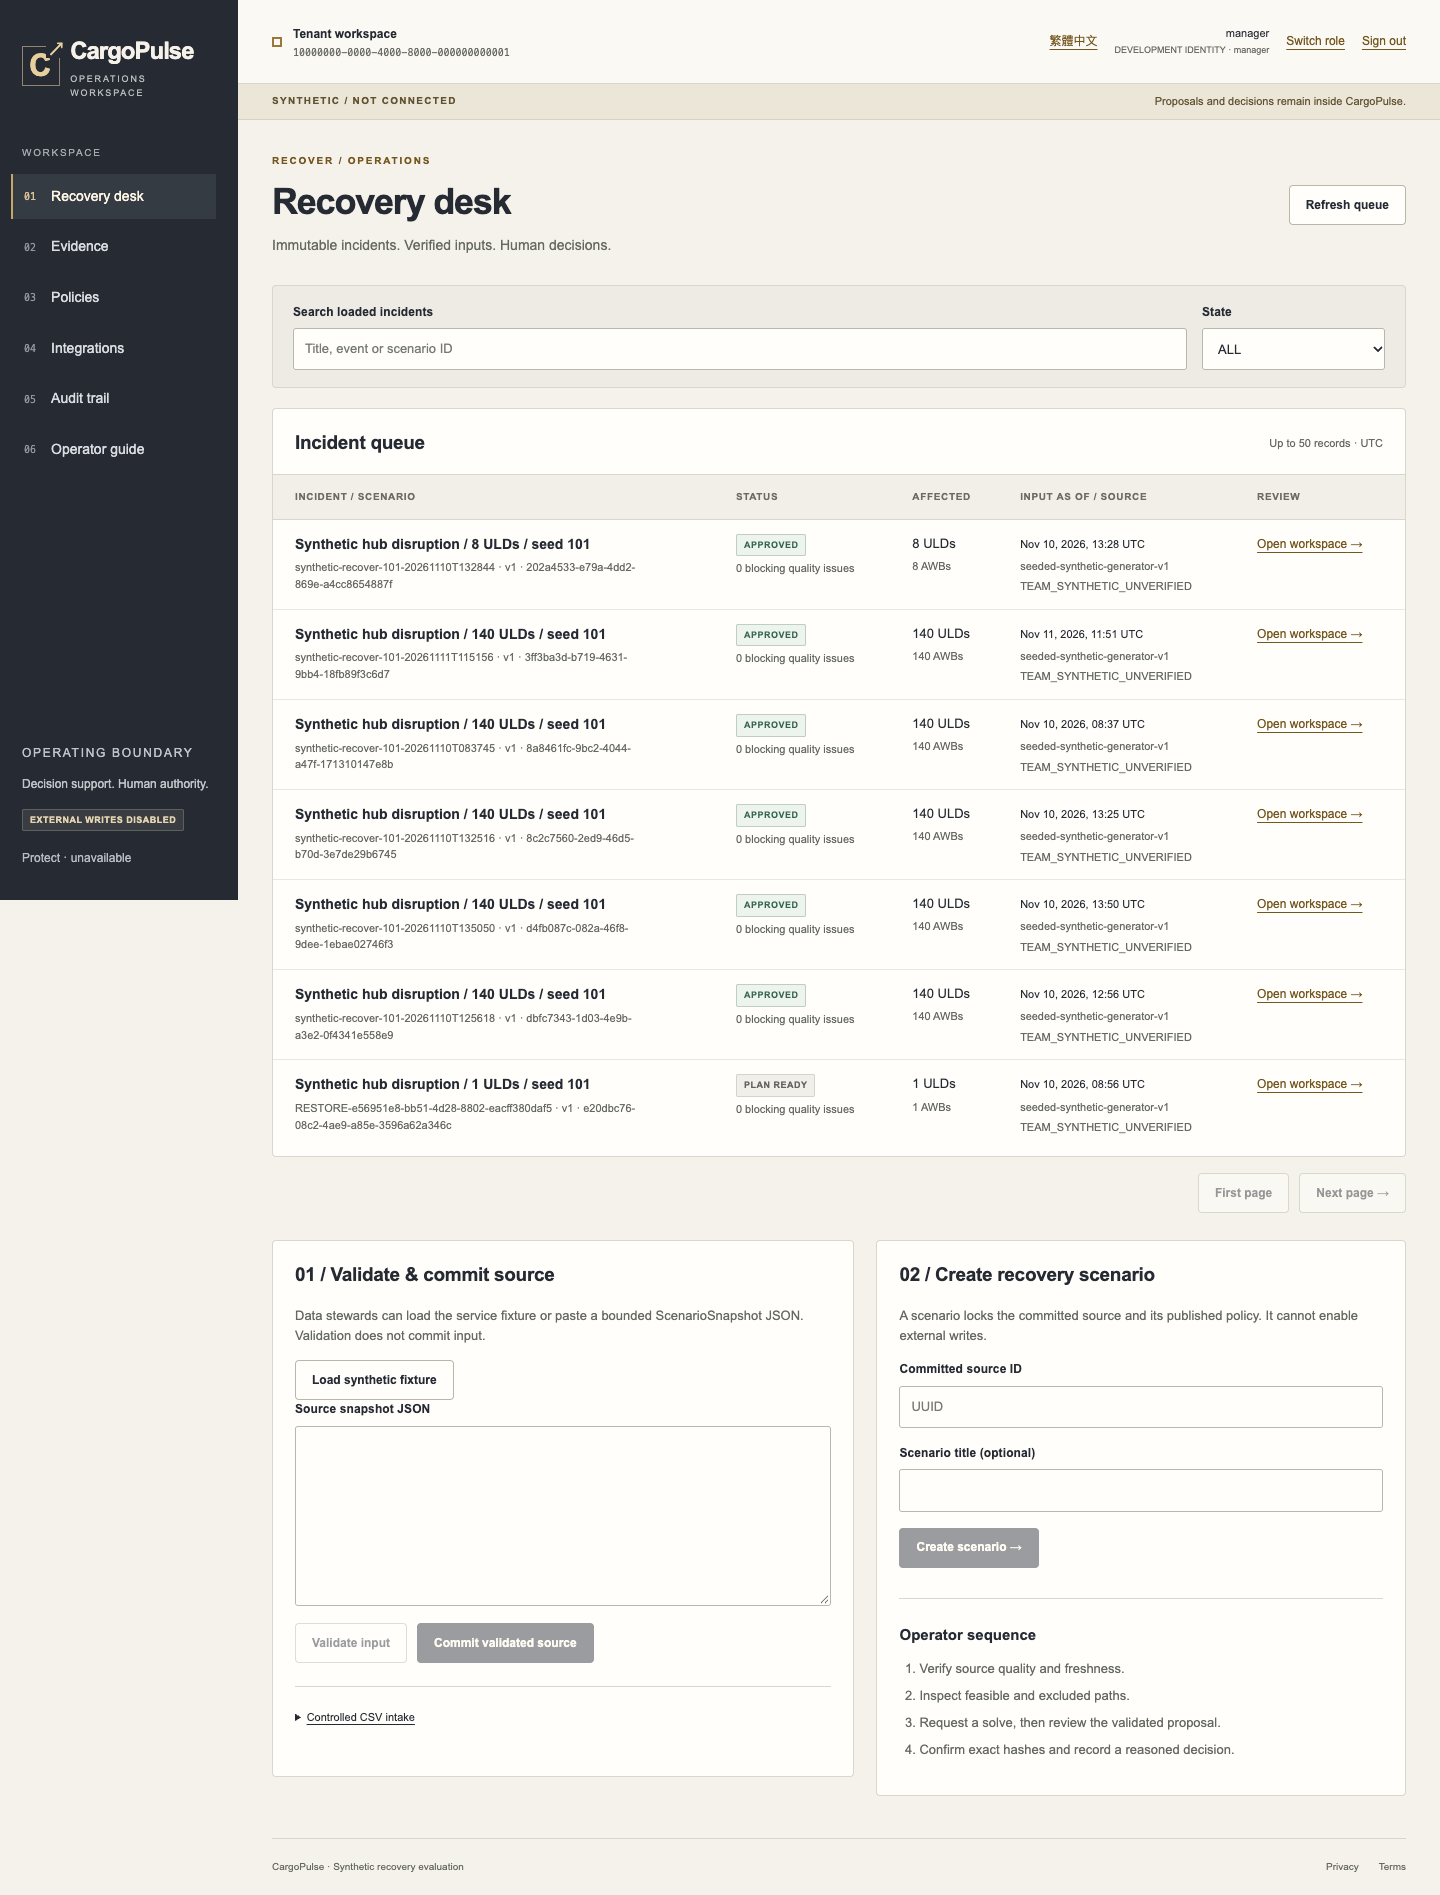 C
CargoPulse
OPERATIONS
WORKSPACE
WORKSPACE
01 Recovery desk
02 Evidence
03 Policies
04 Integrations
05 Audit trail
06 Operator guide
OPERATING BOUNDARY
Decision support. Human authority.
EXTERNAL WRITES DISABLED
Protect · unavailable
Tenant workspace
10000000-0000-4000-8000-000000000001
繁體中文
manager
DEVELOPMENT IDENTITY · manager
Switch role
Sign out
SYNTHETIC / NOT CONNECTED
Proposals and decisions remain inside CargoPulse.
RECOVER / OPERATIONS
Recovery desk
Immutable incidents. Verified inputs. Human decisions.
Refresh queue
Search loaded incidents
Title, event or scenario ID
State
ALL
Incident queue
Up to 50 records · UTC
INCIDENT / SCENARIO STATUS AFFECTED INPUT AS OF / SOURCE REVIEW
Synthetic hub disruption / 8 ULDs / seed 101
synthetic-recover-101-20261110T132844 · v1 · 202a4533-e79a-4dd2-
869e-a4cc8654887f
APPROVED
0 blocking quality issues
8 ULDs
8 AWBs
Nov 10, 2026, 13:28 UTC
seeded-synthetic-generator-v1
TEAM_SYNTHETIC_UNVERIFIED
Open workspace →
Synthetic hub disruption / 140 ULDs / seed 101
synthetic-recover-101-20261111T115156 · v1 · 3ff3ba3d-b719-4631-
9bb4-18fb89f3c6d7
APPROVED
0 blocking quality issues
140 ULDs
140 AWBs
Nov 11, 2026, 11:51 UTC
seeded-synthetic-generator-v1
TEAM_SYNTHETIC_UNVERIFIED
Open workspace →
Synthetic hub disruption / 140 ULDs / seed 101
synthetic-recover-101-20261110T083745 · v1 · 8a8461fc-9bc2-4044-
a47f-171310147e8b
APPROVED
0 blocking quality issues
140 ULDs
140 AWBs
Nov 10, 2026, 08:37 UTC
seeded-synthetic-generator-v1
TEAM_SYNTHETIC_UNVERIFIED
Open workspace →
Synthetic hub disruption / 140 ULDs / seed 101
synthetic-recover-101-20261110T132516 · v1 · 8c2c7560-2ed9-46d5-
b70d-3e7de29b6745
APPROVED
0 blocking quality issues
140 ULDs
140 AWBs
Nov 10, 2026, 13:25 UTC
seeded-synthetic-generator-v1
TEAM_SYNTHETIC_UNVERIFIED
Open workspace →
Synthetic hub disruption / 140 ULDs / seed 101
synthetic-recover-101-20261110T135050 · v1 · d4fb087c-082a-46f8-
9dee-1ebae02746f3
APPROVED
0 blocking quality issues
140 ULDs
140 AWBs
Nov 10, 2026, 13:50 UTC
seeded-synthetic-generator-v1
TEAM_SYNTHETIC_UNVERIFIED
Open workspace →
Synthetic hub disruption / 140 ULDs / seed 101
synthetic-recover-101-20261110T125618 · v1 · dbfc7343-1d03-4e9b-
a3e2-0f4341e558e9
APPROVED
0 blocking quality issues
140 ULDs
140 AWBs
Nov 10, 2026, 12:56 UTC
seeded-synthetic-generator-v1
TEAM_SYNTHETIC_UNVERIFIED
Open workspace →
Synthetic hub disruption / 1 ULDs / seed 101
RESTORE-e56951e8-bb51-4d28-8802-eacff380daf5 · v1 · e20dbc76-
08c2-4ae9-a85e-3596a62a346c
PLAN READY
0 blocking quality issues
1 ULDs
1 AWBs
Nov 10, 2026, 08:56 UTC
seeded-synthetic-generator-v1
TEAM_SYNTHETIC_UNVERIFIED
Open workspace →
First page
Next page →
01 / Validate & commit source
Data stewards can load the service fixture or paste a bounded ScenarioSnapshot JSON.
Validation does not commit input.
Load synthetic fixture
Source snapshot JSON
Validate input
Commit validated source
Controlled CSV intake
02 / Create recovery scenario
A scenario locks the committed source and its published policy. It cannot enable
external writes.
Committed source ID
UUID
Scenario title (optional)
Create scenario →
Operator sequence
1. Verify source quality and freshness.
2. Inspect feasible and excluded paths.
3. Request a solve, then review the validated proposal.
4. Confirm exact hashes and record a reasoned decision.
CargoPulse · Synthetic recovery evaluation
Privacy
Terms